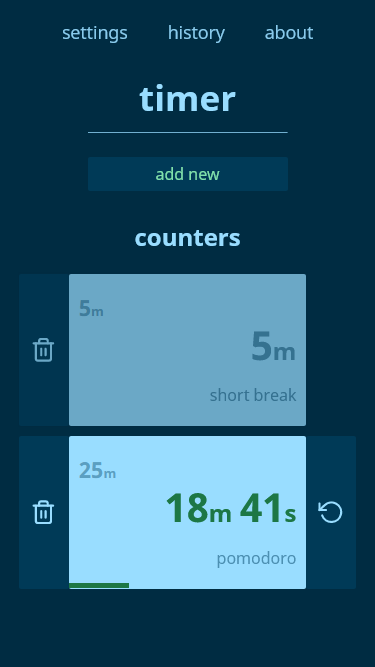 settings history about
timer
add new
counters
5m
5m
short break
25m
18m 41s
pomodoro